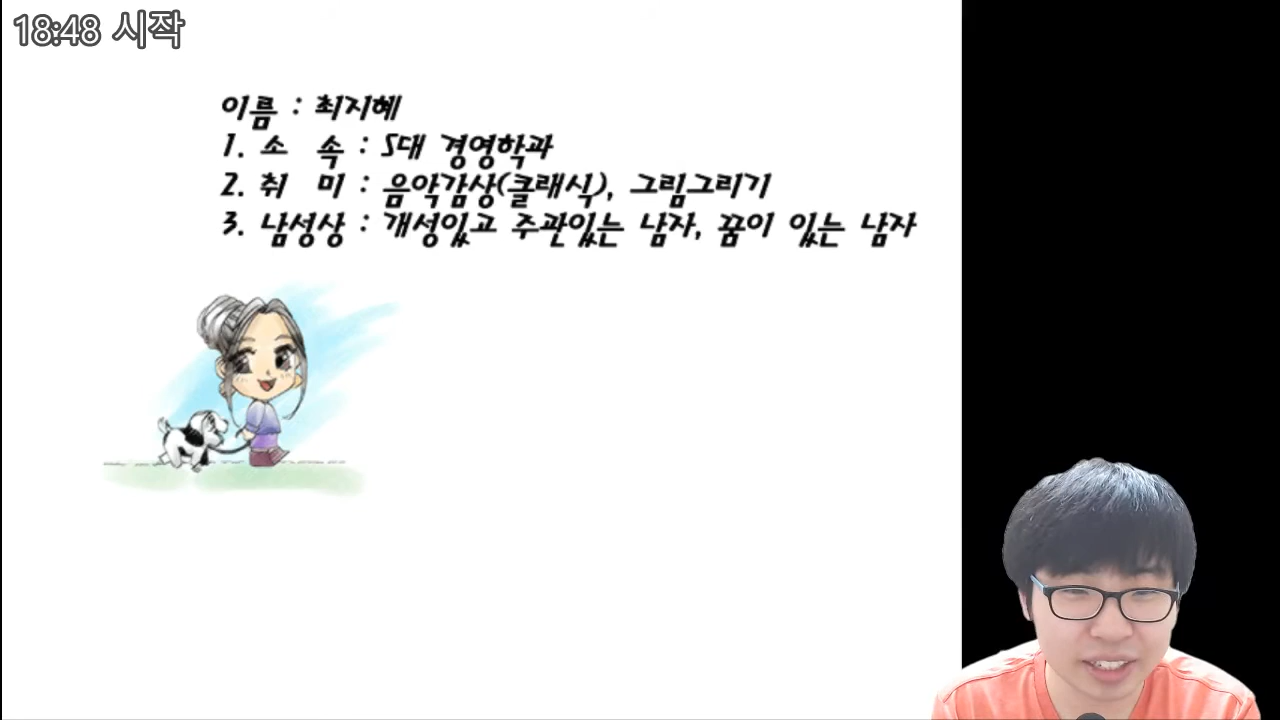 18:48 시작
이름 : 최지혜
1. 소 속 : S대 경영학과
2. 취 미 : 음악감상(클래식), 그림그리기
3. 남성상 : 개성있고 주관있는 남자, 꿈이 있는 남자